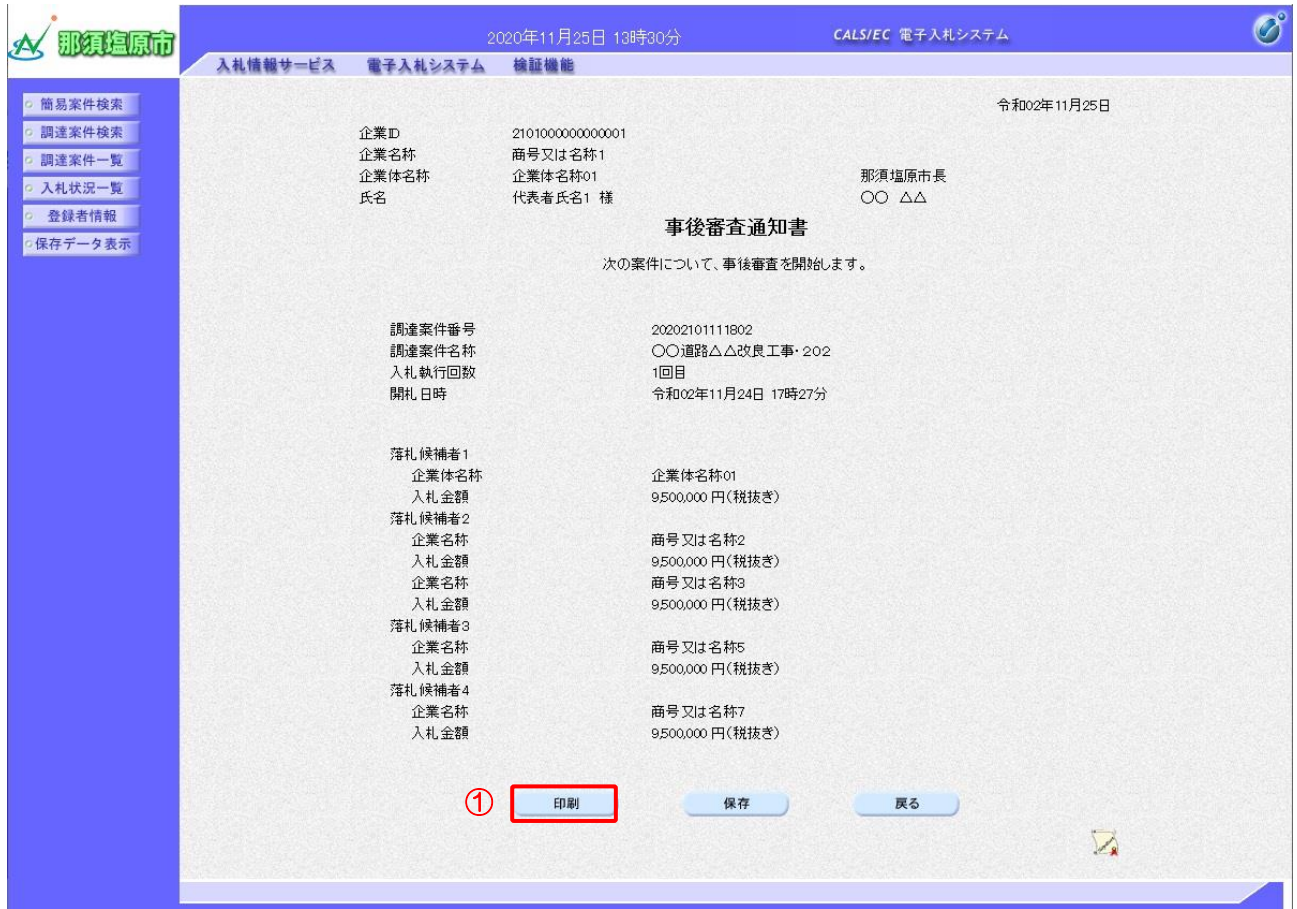 那須塩原市
2020年11月25日 13時30分
CALS/EC 電子入札システム
入札情報サービス 電子入札システム 検証機能
簡易案件検索
調達案件検索
調達案件一覧
入札状況一覧
登録者情報
保存データ表示
令和02年11月25日
企業ID 2101000000000001
企業名称 商号又は名称1
企業体名称 企業体名称01 那須塩原市長
氏名 代表者氏名1 様 〇〇 △△
事後審査通知書
次の案件について、事後審査を開始します。
調達案件番号 20202101111802
調達案件名称 〇〇道路△△改良工事・202
入札執行回数 1回目
開札日時 令和02年11月24日 17時27分
落札候補者1
企業体名称 企業体名称01
入札金額 9,500,000 円(税抜き)
落札候補者2
企業名称 商号又は名称2
入札金額 9,500,000 円(税抜き)
企業名称 商号又は名称3
入札金額 9,500,000 円(税抜き)
落札候補者3
企業名称 商号又は名称5
入札金額 9,500,000 円(税抜き)
落札候補者4
企業名称 商号又は名称7
入札金額 9,500,000 円(税抜き)
① 印刷 保存 戻る